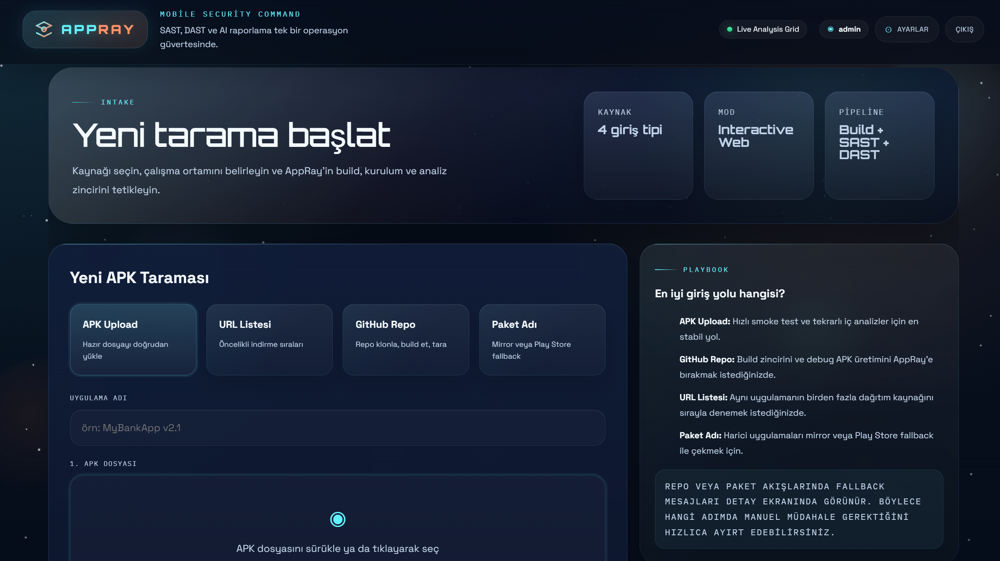 APPRAY
MOBİLE SECURİTY COMMAND
SAST, DAST ve AI raporlama tek bir operasyon
güvertesinde.
Live Analysis Grid
admin
AYARLAR
ÇIKIŞ
INTAKE
Yeni tarama başlat
Kaynağı seçin, çalışma ortamını belirleyin ve AppRay'in build, kurulum ve analiz
zincirini tetikleyin.
KAYNAK
4 giriş tipi
MOD
Interactive
Web
PİPELİNE
Build +
SAST +
DAST
Yeni APK Taraması
APK Upload
Hazır dosyayı doğrudan
yükle
URL Listesi
Öncelikli indirme sıraları
GitHub Repo
Repo klonla, build et, tara
Paket Adı
Mirror veya Play Store
fallback
UYGULAMA ADI
örn: MyBankApp v2.1
1. APK DOSYASI
APK dosyasını sürükle ya da tıklayarak seç
PLAYBOOK
En iyi giriş yolu hangisi?
APK Upload: Hızlı smoke test ve tekrarlı iç analizler için en
stabil yol.
GitHub Repo: Build zincirini ve debug APK üretimini AppRay'e
bırakmak istediğinizde.
URL Listesi: Aynı uygulamanın birden fazla dağıtım kaynağını
sırayla denemek istediğinizde.
Paket Adı: Harici uygulamaları mirror veya Play Store fallback
ile çekmek için.
REPO VEYA PAKET AKIŞLARINDA FALLBACK
MESAJLARI DETAY EKRANINDA GÖRÜNÜR. BÖYLECE
HANGİ ADIMDA MANUEL MÜDAHALE GEREKTİĞİNİ
HIZLICA AYIRT EDEBİLİRSİNİZ.